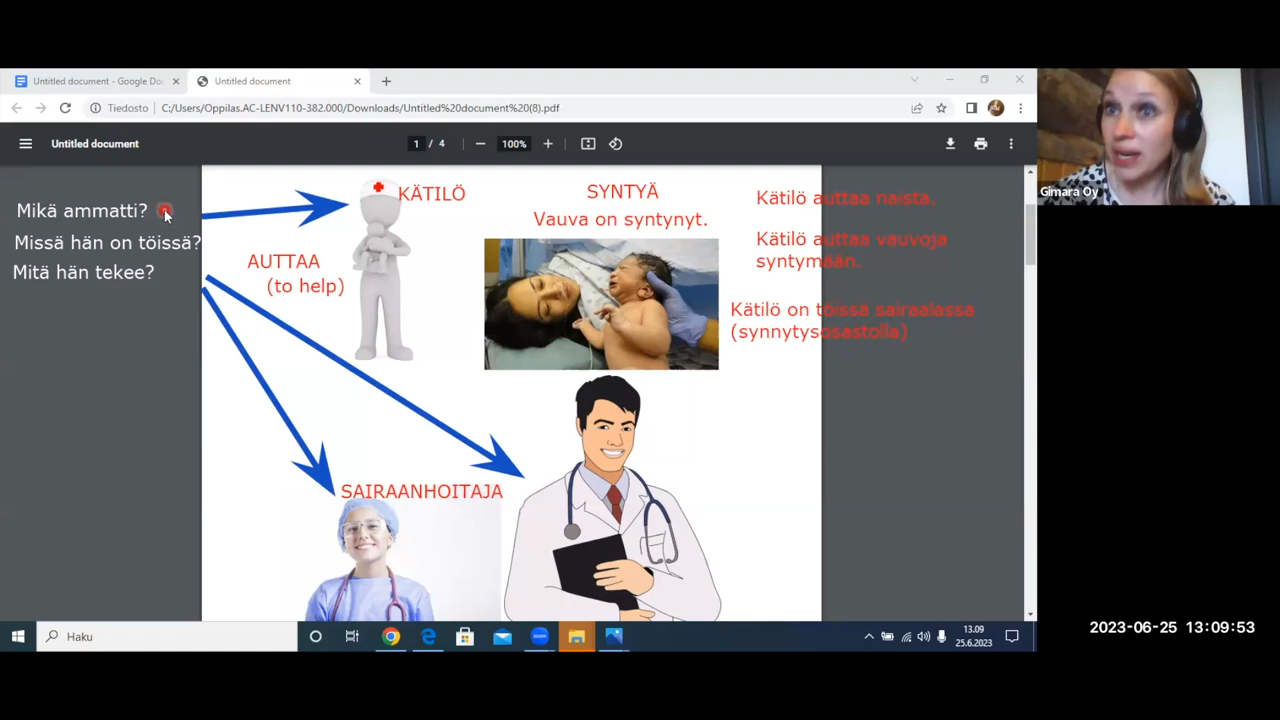 Untitled document - Google Doc
Untitled document
Tiedosto
C:/Users/Oppilas.AC-LENV110-382.000/Downloads/Untitled%20document%20(8).pdf
Untitled document
1 / 4
100%
Gimara Oy
Mikä ammatti?
Missä hän on töissä?
Mitä hän tekee?
KÄTILÖ
AUTTAA
(to help)
SYNTYÄ
Vauva on syntynyt.
Kätilö auttaa naista.
Kätilö auttaa vauvoja
syntymään.
Kätilö on töissä sairaalassa
(synnytysosastolla)
SAIRAANHOITAJA
Haku
zoom
13.09
25.6.2023
2023-06-25 13:09:53